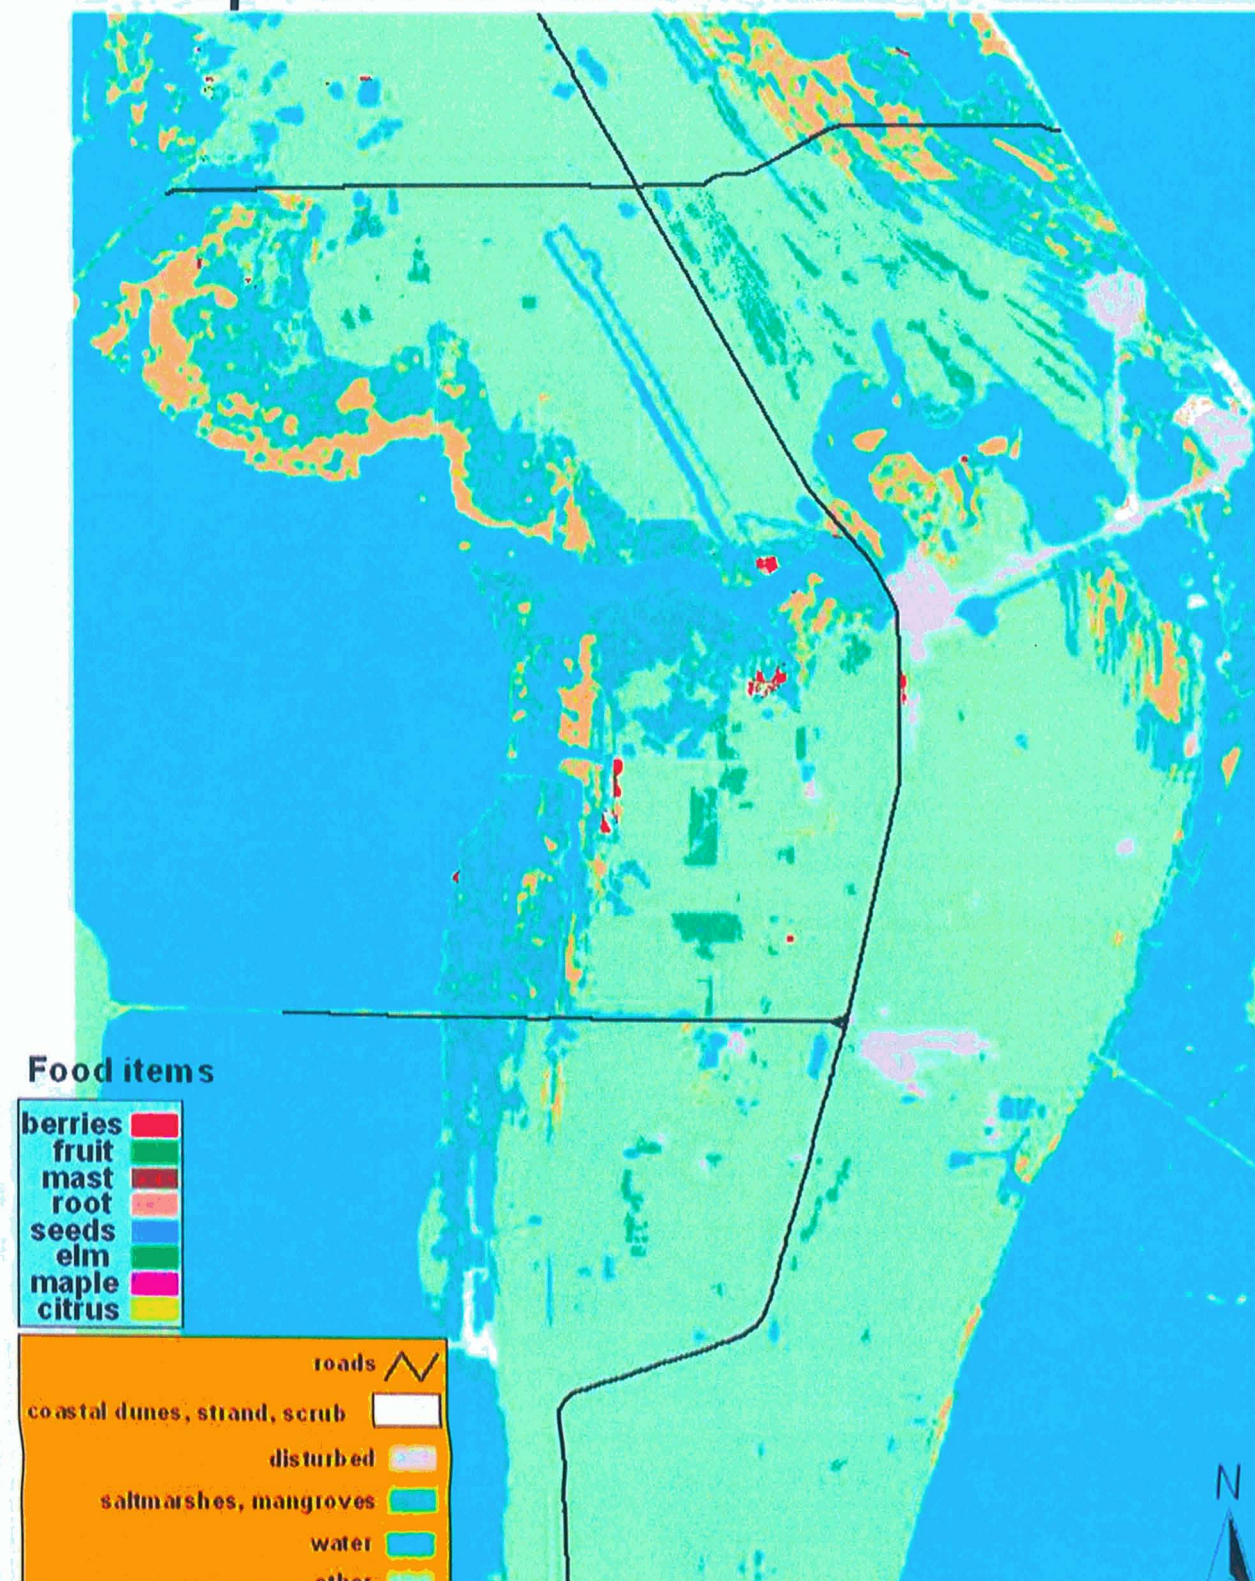 Food items
berries
fruit
mast
root
seeds
elm
maple
citrus
roads
coastal dunes, strand, scrub
disturbed
saltmarshes, mangroves
water
other
N